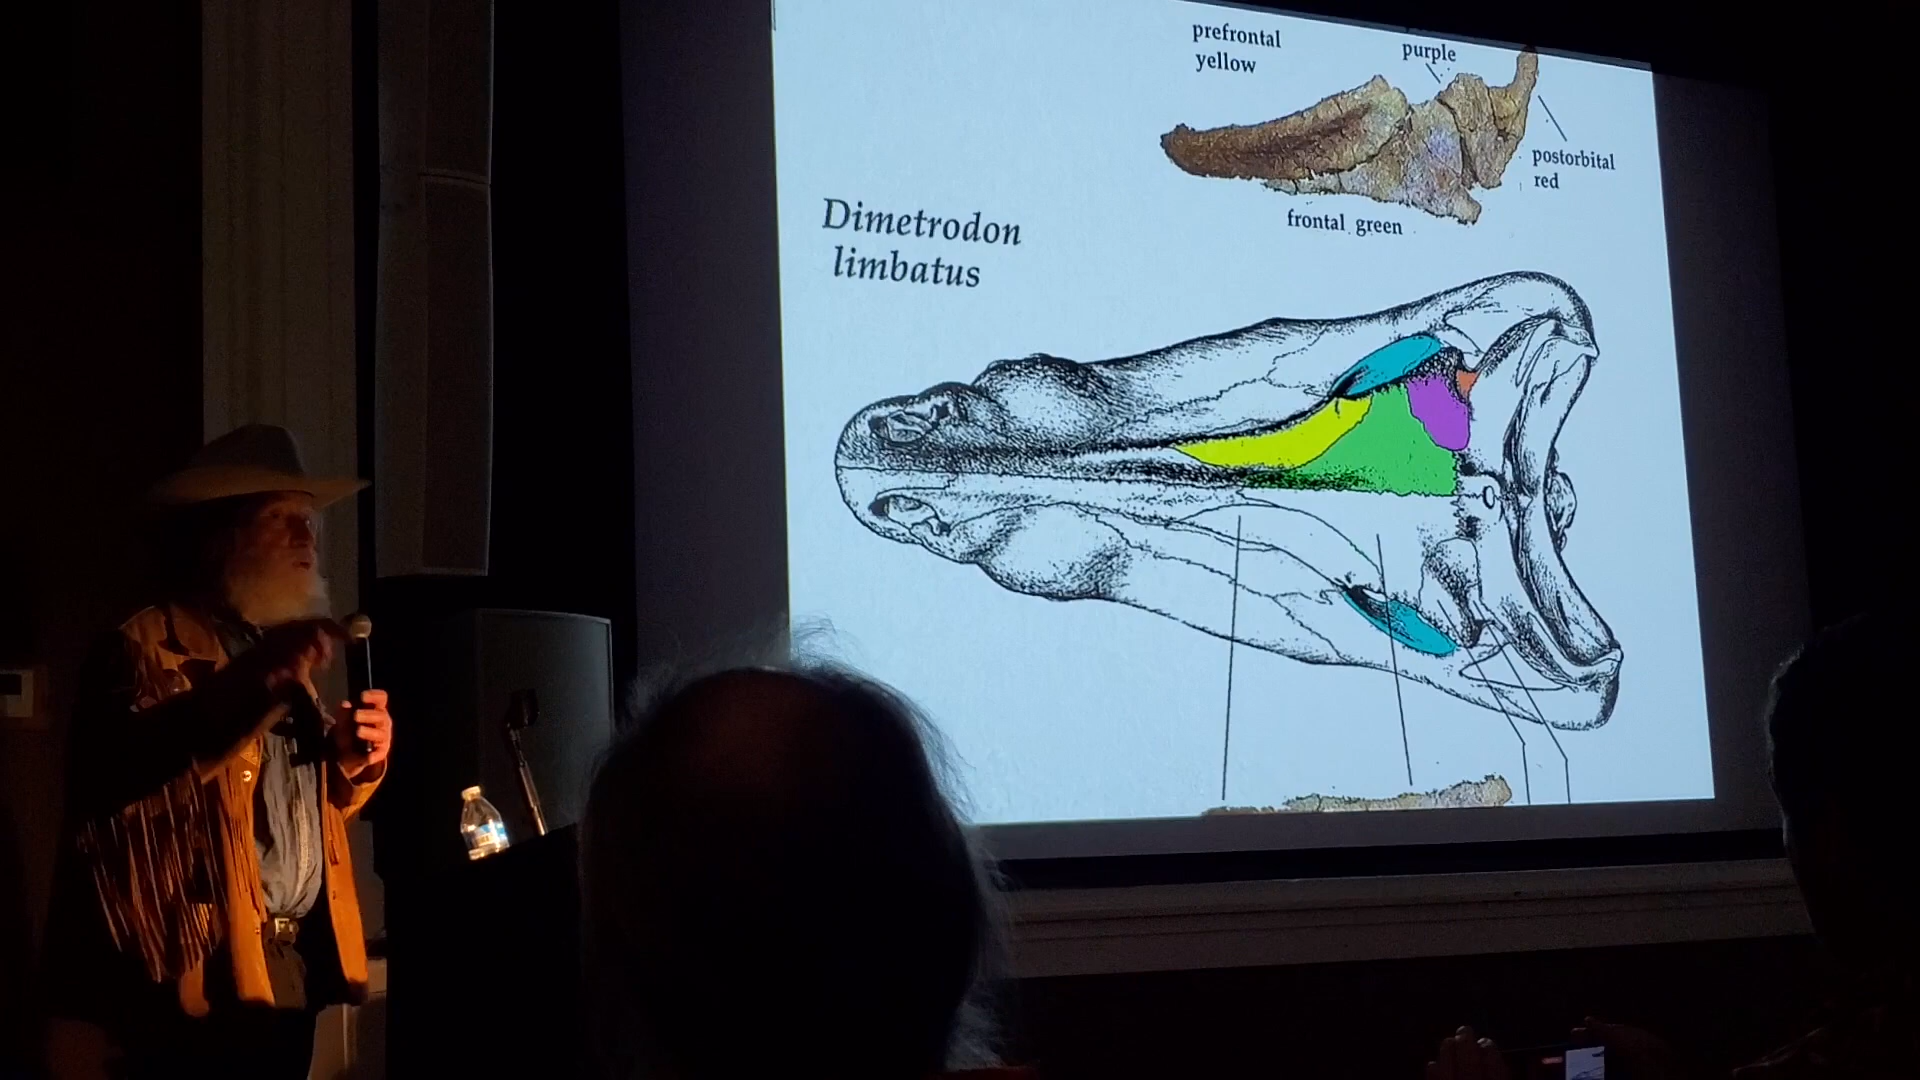 prefrontal
yellow
purple
postorbital
red
frontal green
Dimetrodon
limbatus